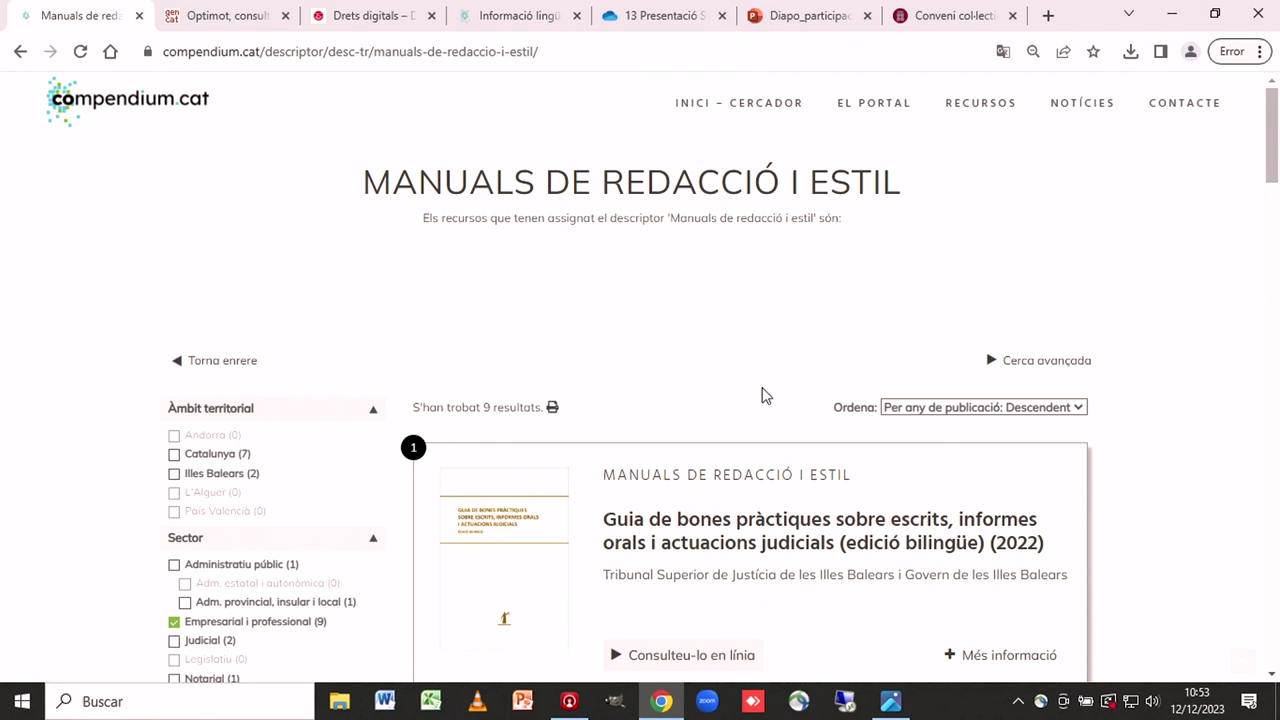 Manuals de reda
Optimot, consult
Drets digitals – D
Informació lingü
13 Presentació S
Diapo_participac
Conveni col·lecti
compendium.cat/descriptor/desc-tr/manuals-de-redaccio-i-estil/
Error
compendium.cat
INICI – CERCADOR
EL PORTAL
RECURSOS
NOTÍCIES
CONTACTE
MANUALS DE REDACCIÓ I ESTIL
Els recursos que tenen assignat el descriptor 'Manuals de redacció i estil' són:
Torna enrere
Cerca avançada
Àmbit territorial
Andorra (0)
Catalunya (7)
Illes Balears (2)
L'Alguer (0)
País Valencià (0)
Sector
Administratiu públic (1)
Adm. estatal i autonòmica (0)
Adm. provincial, insular i local (1)
Empresarial i professional (9)
Judicial (2)
Legislatiu (0)
Notarial (1)
S'han trobat 9 resultats.
Ordena: Per any de publicació: Descendent
1
GUIA DE BONES PRÀCTIQUES
SOBRE ESCRITS, INFORMES ORALS
I ACTUACIONS JUDICIALS
MANUALS DE REDACCIÓ I ESTIL
Guia de bones pràctiques sobre escrits, informes
orals i actuacions judicials (edició bilingüe) (2022)
Tribunal Superior de Justícia de les Illes Balears i Govern de les Illes Balears
Consulteu-lo en línia
Més informació
Buscar
10:53
12/12/2023